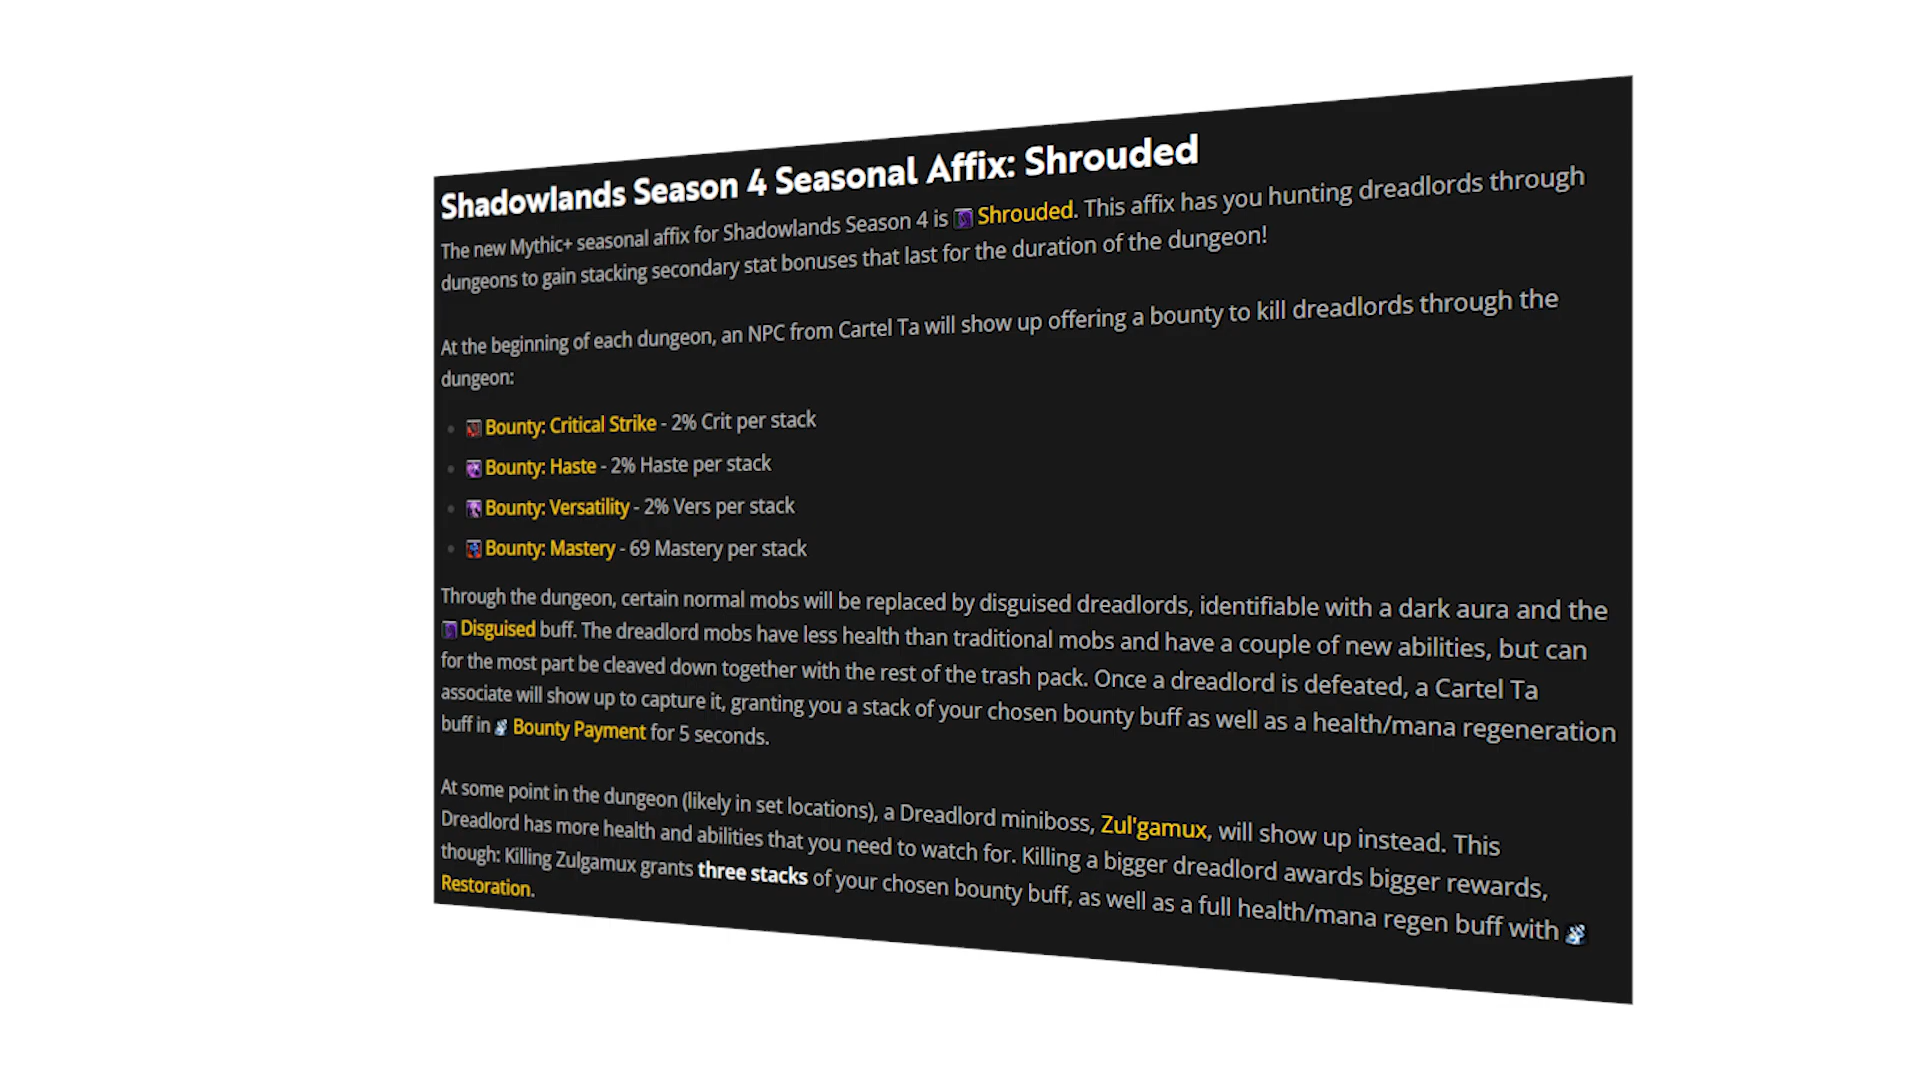 Shadowlands Season 4 Seasonal Affix: Shrouded
The new Mythic+ seasonal affix for Shadowlands Season 4 is Shrouded. This affix has you hunting dreadlords through
dungeons to gain stacking secondary stat bonuses that last for the duration of the dungeon!
At the beginning of each dungeon, an NPC from Cartel Ta will show up offering a bounty to kill dreadlords through the
dungeon:
Bounty: Critical Strike - 2% Crit per stack
Bounty: Haste - 2% Haste per stack
Bounty: Versatility - 2% Vers per stack
Bounty: Mastery - 69 Mastery per stack
Through the dungeon, certain normal mobs will be replaced by disguised dreadlords, identifiable with a dark aura and the
Disguised buff. The dreadlord mobs have less health than traditional mobs and have a couple of new abilities, but can
for the most part be cleaved down together with the rest of the trash pack. Once a dreadlord is defeated, a Cartel Ta
associate will show up to capture it, granting you a stack of your chosen bounty buff as well as a health/mana regeneration
buff in Bounty Payment for 5 seconds.
At some point in the dungeon (likely in set locations), a Dreadlord miniboss, Zul'gamux, will show up instead. This
Dreadlord has more health and abilities that you need to watch for. Killing a bigger dreadlord awards bigger rewards,
though: Killing Zulgamux grants three stacks of your chosen bounty buff, as well as a full health/mana regen buff with
Restoration.